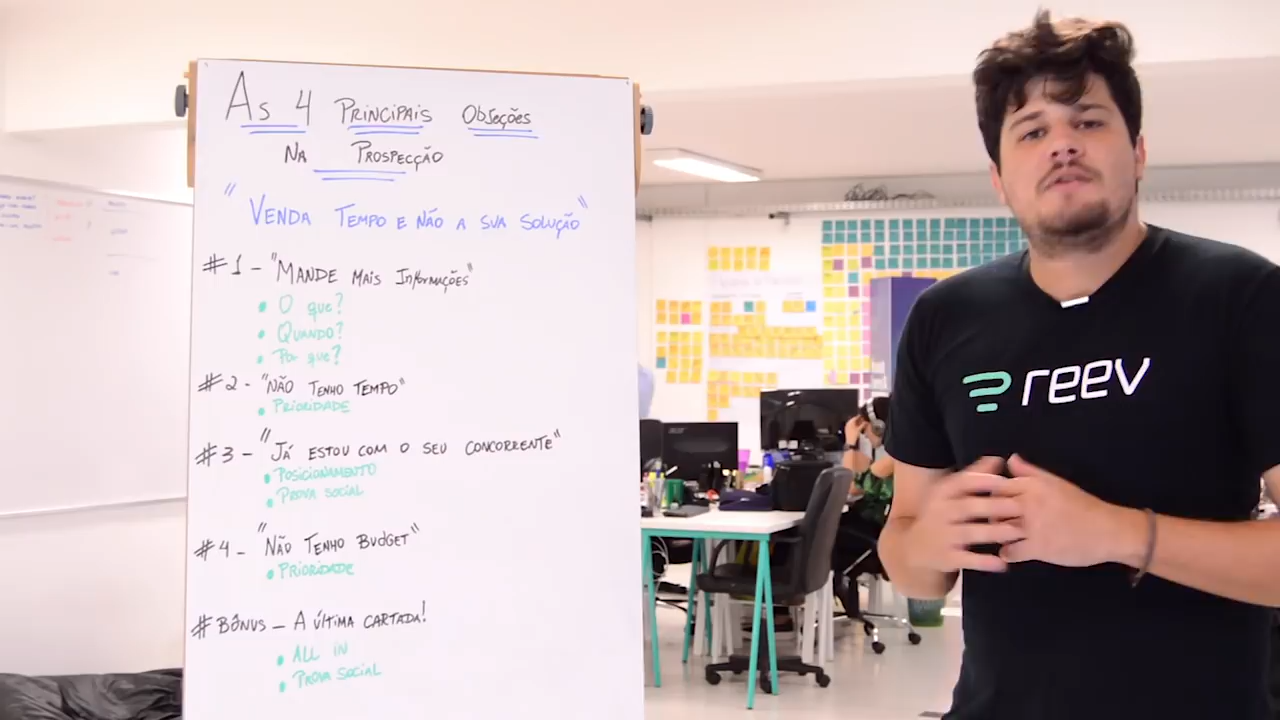 As 4 Principais Objeções
Na Prospecção
"Venda Tempo e não a sua solução"
#1 - "Mande mais informações"
• O que?
• Quando?
• Por que?
#2 - "Não tenho tempo"
• Prioridade
#3 - "Já estou com o seu concorrente"
• Posicionamento
• Prova social
#4 - "Não Tenho Budget"
• Prioridade
#Bônus - A última cartada!
• All in
• Prova social
reev